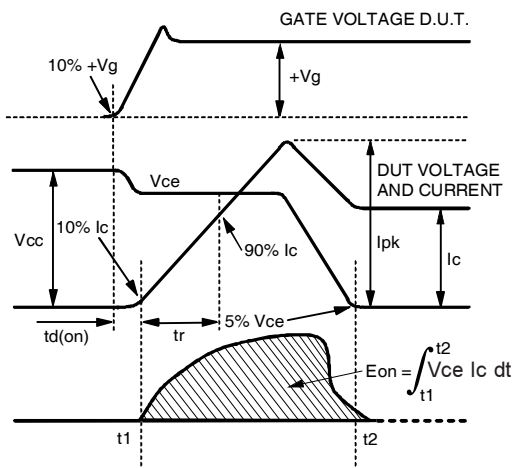 GATE VOLTAGE D.U.T.
10% +Vg
+Vg
Vce
DUT VOLTAGE
AND CURRENT
Vcc
10% Ic
90% Ic
Ipk
Ic
td(on)
tr
5% Vce
Eon = ∫ t2 t1 Vce Ic dt
t1
t2